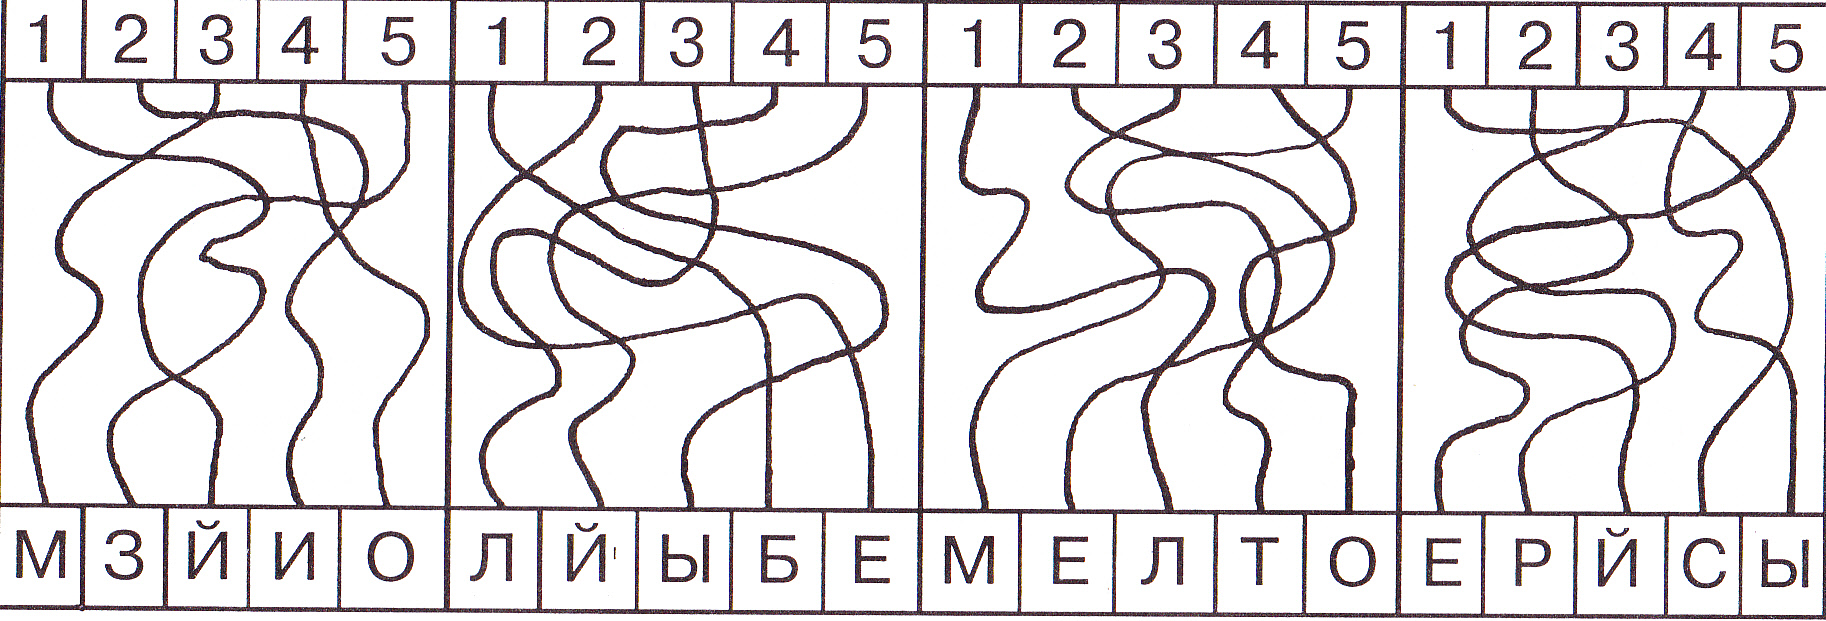 1 2 3 4 5 1 2 3 4 5 1 2 3 4 5 1 2 3 4 5
М З Й И О Л Й Ы Б Е М Е Л Т О Е Р Й С Ы